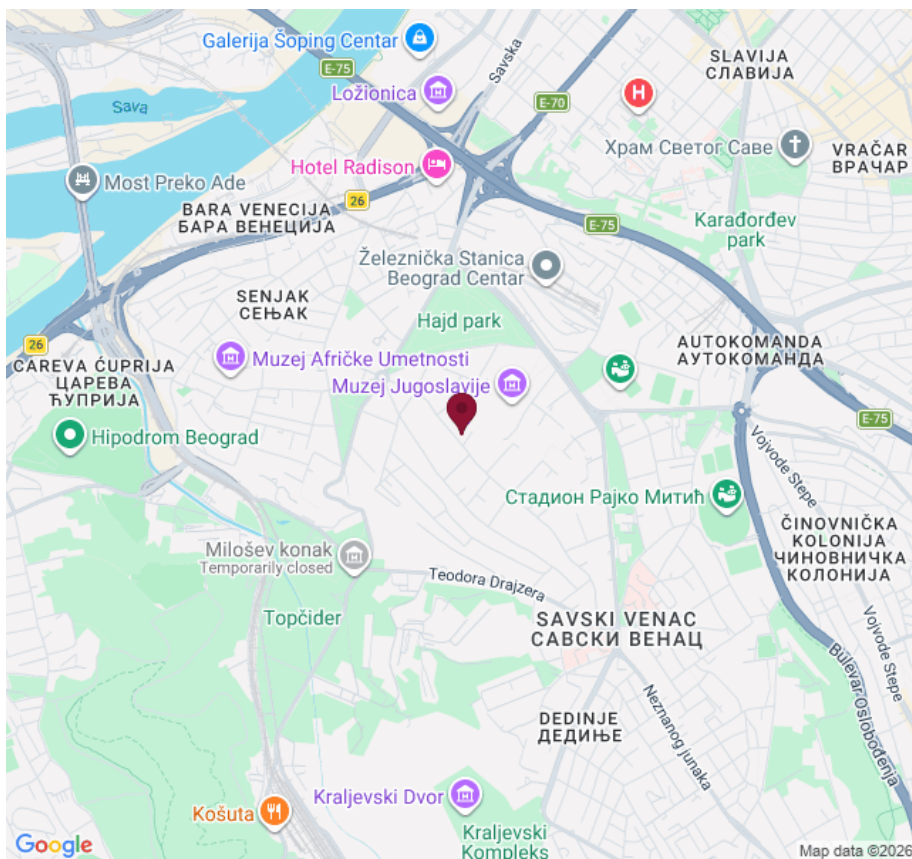 Galerija Šoping Centar
E-75
Savska
SLAVIJA
СЛАВИЈА
Ložionica
Sava
E-70
H
Храм Светог Саве
VRAČAR
ВРАЧАР
Hotel Radison
Most Preko Ade
26
BARA VENECIJA
БАРА ВЕНЕЦИЈА
E-75
Karađorđev
park
Železnička Stanica
Beograd Centar
SENJAK
СЕЊАК
Hajd park
26
AUTOKOMANDA
АУТОКОМАНДА
CAREVA ĆUPRIJA
ЦАРЕВА
ЋУПРИЈА
Muzej Afričke Umetnosti
Muzej Jugoslavije
E-75
Hipodrom Beograd
Vojvode Stepe
Стадион Рајко Митић
ČINOVNIČKA
KOLONIJA
ЧИНОВНИЧКА
КОЛОНИЈА
Milošev konak
Temporarily closed
Teodora Drajzera
Topčider
SAVSKI VENAC
САВСКИ ВЕНАЦ
Vojvode Stepe
Bulevar Oslobođenja
Neznanog junaka
DEDINJE
ДЕДИЊЕ
Kraljevski Dvor
Košuta
Kraljevski
Kompleks
Google
Map data ©2026